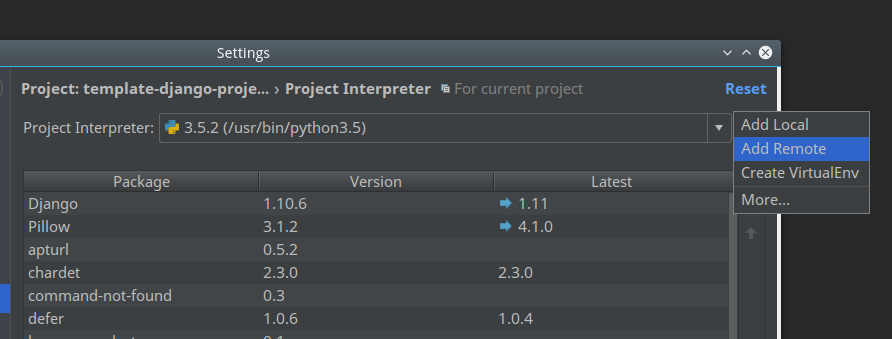 Settings
Project: template-django-proje... › Project Interpreter For current project Reset
Project Interpreter: 3.5.2 (/usr/bin/python3.5)
Add Local
Add Remote
Create VirtualEnv
More...
Package Version Latest
Django 1.10.6 1.11
Pillow 3.1.2 4.1.0
apturl 0.5.2
chardet 2.3.0 2.3.0
command-not-found 0.3
defer 1.0.6 1.0.4